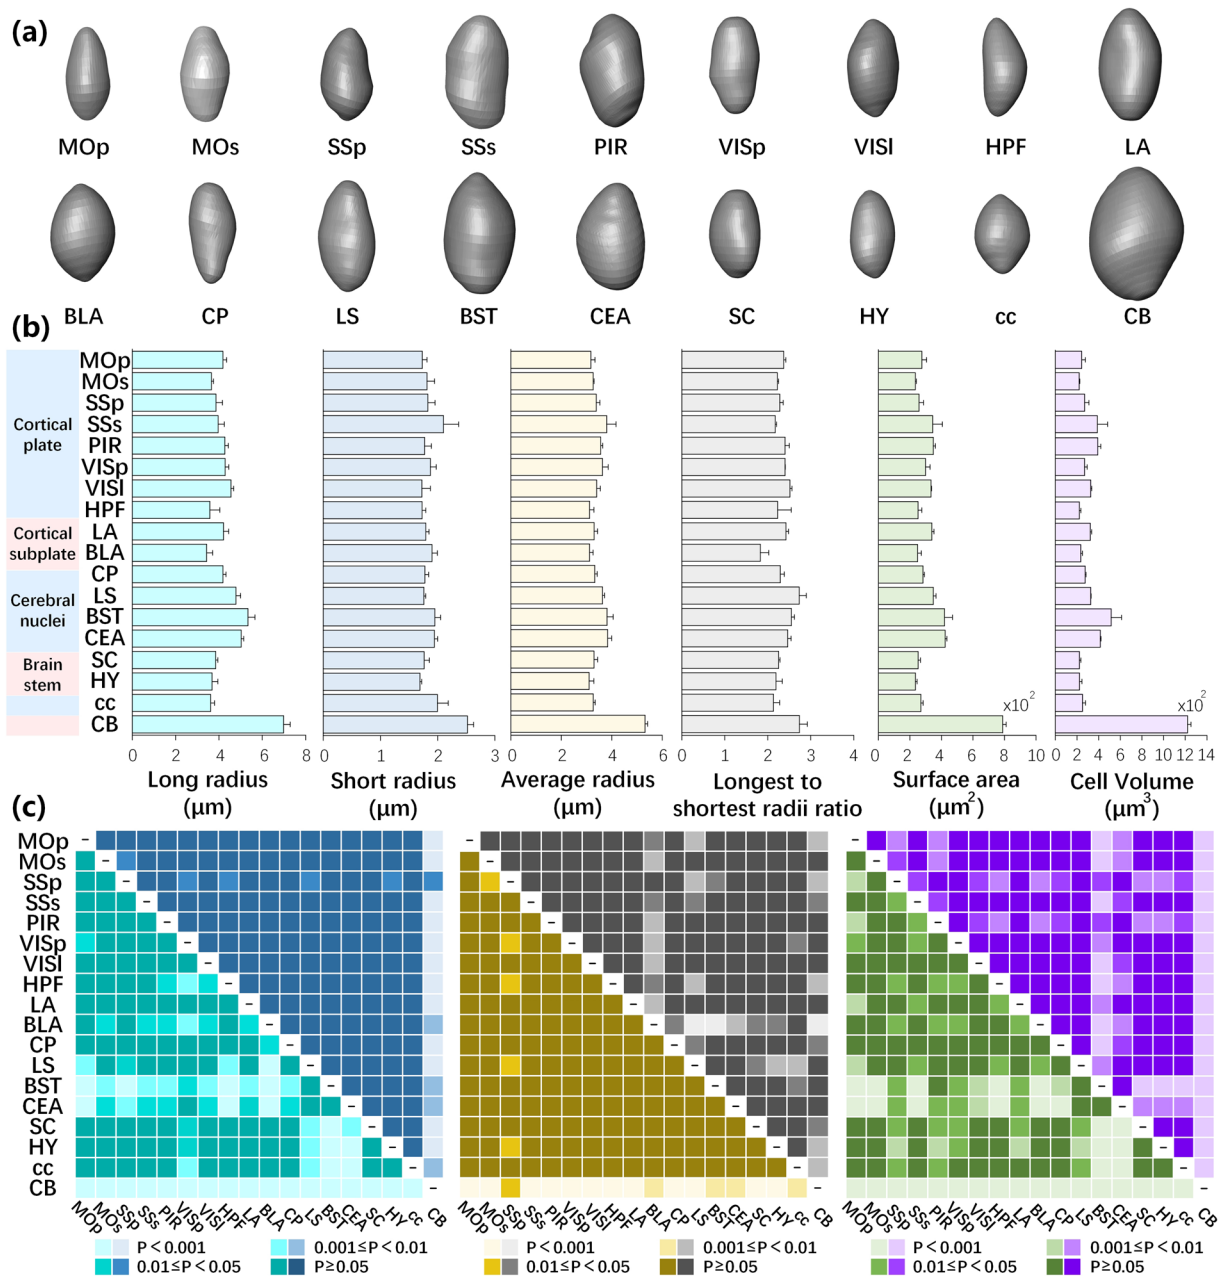 (a)
MOp MOs SSp SSs PIR VISp VISl HPF LA
BLA CP LS BST CEA SC HY cc CB
(b)
Cortical plate
Cortical subplate
Cerebral nuclei
Brain stem
MOp
MOs
SSp
SSs
PIR
VISp
VISl
HPF
LA
BLA
CP
LS
BST
CEA
SC
HY
cc
CB
×10²
×10²
0 2 4 6 8 0 1 2 3 0 2 4 6 0 1 2 3 4 0 2 4 6 8 10 0 2 4 6 8 10 12 14
Long radius (μm)
Short radius (μm)
Average radius (μm)
Longest to shortest radii ratio
Surface area (μm²)
Cell Volume (μm³)
(c)
MOp
MOs
SSp
SSs
PIR
VISp
VISl
HPF
LA
BLA
CP
LS
BST
CEA
SC
HY
cc
CB
MOp MOs SSp SSs PIR VISp VISl HPF LA BLA CP LS BST CEA SC HY cc CB
MOp MOs SSp SSs PIR VISp VISl HPF LA BLA CP LS BST CEA SC HY cc CB
MOp MOs SSp SSs PIR VISp VISl HPF LA BLA CP LS BST CEA SC HY cc CB
P < 0.001 0.001 ≤ P < 0.01 P < 0.001 0.001 ≤ P < 0.01 P < 0.001 0.001 ≤ P < 0.01
0.01 ≤ P < 0.05 P ≥ 0.05 0.01 ≤ P < 0.05 P ≥ 0.05 0.01 ≤ P < 0.05 P ≥ 0.05